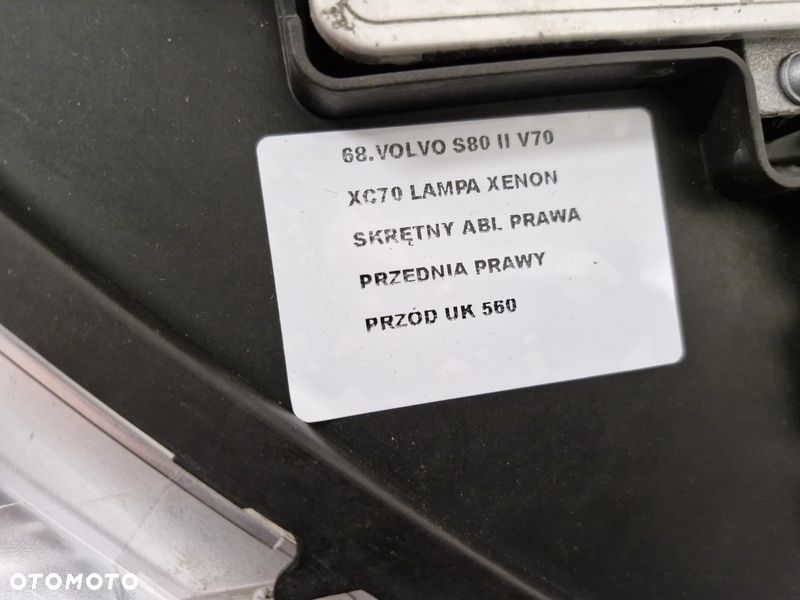 68.VOLVO S80 II V70
XC70 LAMPA XENON
SKRĘTNY ABL PRAWA
PRZEDNIA PRAWY
PRZÓD UK 560
OTOMOTO